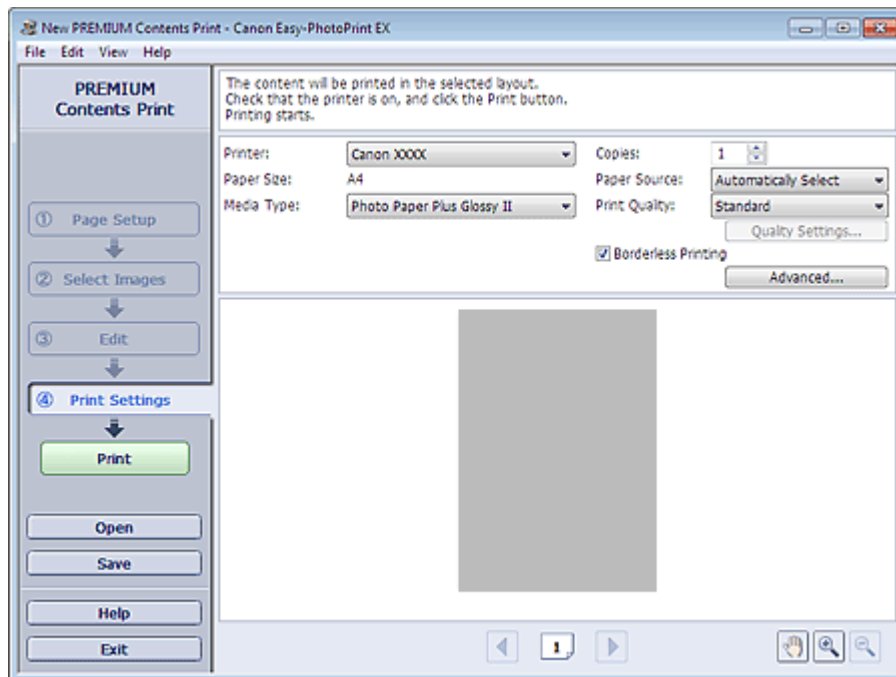 New PREMIUM Contents Print - Canon Easy-PhotoPrint EX
File Edit View Help
PREMIUM
Contents Print
① Page Setup
② Select Images
③ Edit
④ Print Settings
Print
Open
Save
Help
Exit
The content will be printed in the selected layout.
Check that the printer is on, and click the Print button.
Printing starts.
Printer: Canon XXXX Copies: 1
Paper Size: A4 Paper Source: Automatically Select
Media Type: Photo Paper Plus Glossy II Print Quality: Standard
Quality Settings...
Borderless Printing
Advanced...
1